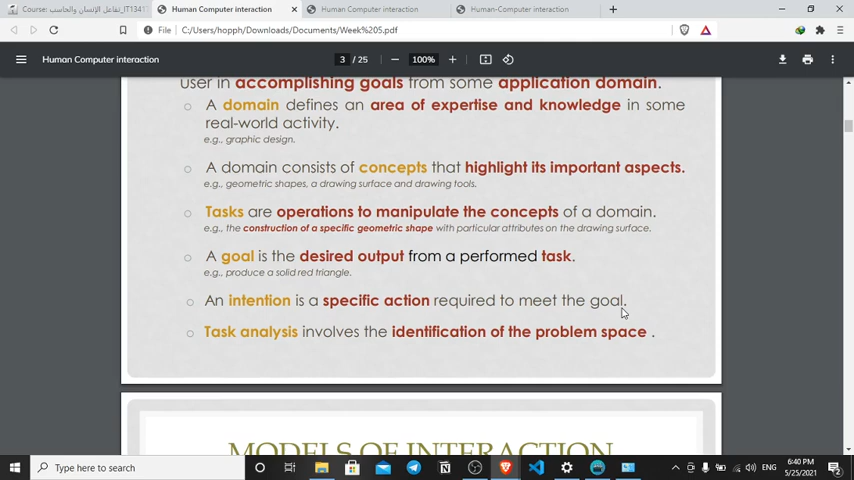 Course: تفاعل الإنسان والحاسب_IT1341
Human Computer interaction
Human Computer interaction
Human-Computer interaction
File
C:/Users/hopph/Downloads/Documents/Week%205.pdf
Human Computer interaction
3 / 25
100%
user in accomplishing goals from some application domain.
A domain defines an area of expertise and knowledge in some
real-world activity.
e.g., graphic design.
A domain consists of concepts that highlight its important aspects.
e.g., geometric shapes, a drawing surface and drawing tools.
Tasks are operations to manipulate the concepts of a domain.
e.g., the construction of a specific geometric shape with particular attributes on the drawing surface.
A goal is the desired output from a performed task.
e.g., produce a solid red triangle.
An intention is a specific action required to meet the goal.
Task analysis involves the identification of the problem space .
MODELS OF INTERACTION
Type here to search
ENG
6:40 PM
5/25/2021
2